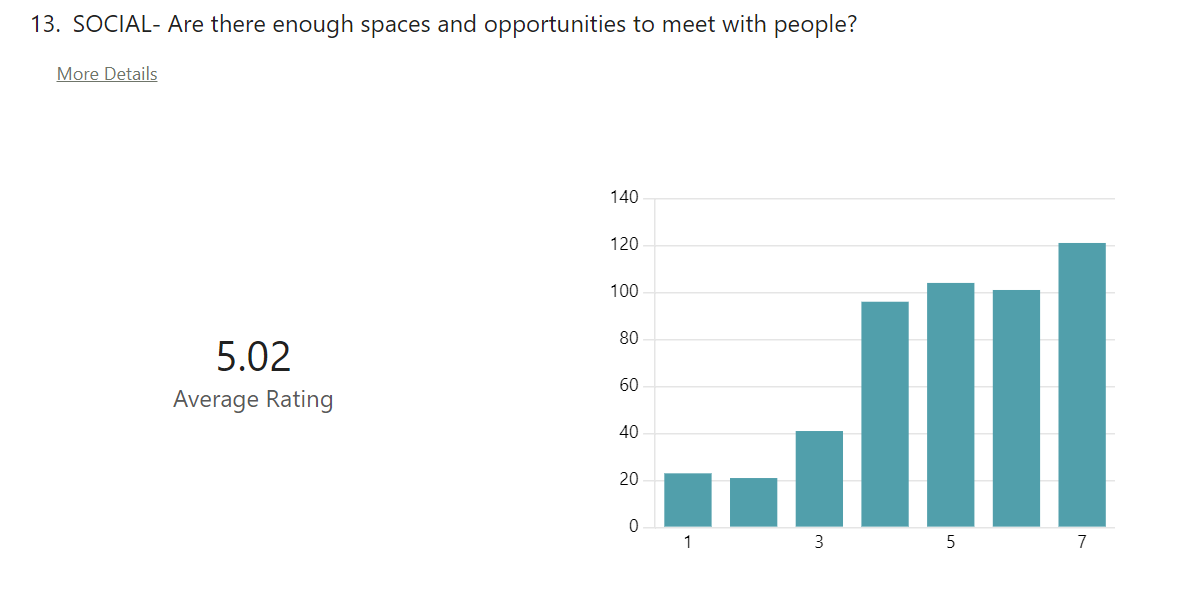 13. SOCIAL- Are there enough spaces and opportunities to meet with people?
More Details
5.02
Average Rating
140
120
100
80
60
40
20
0
1 3 5 7